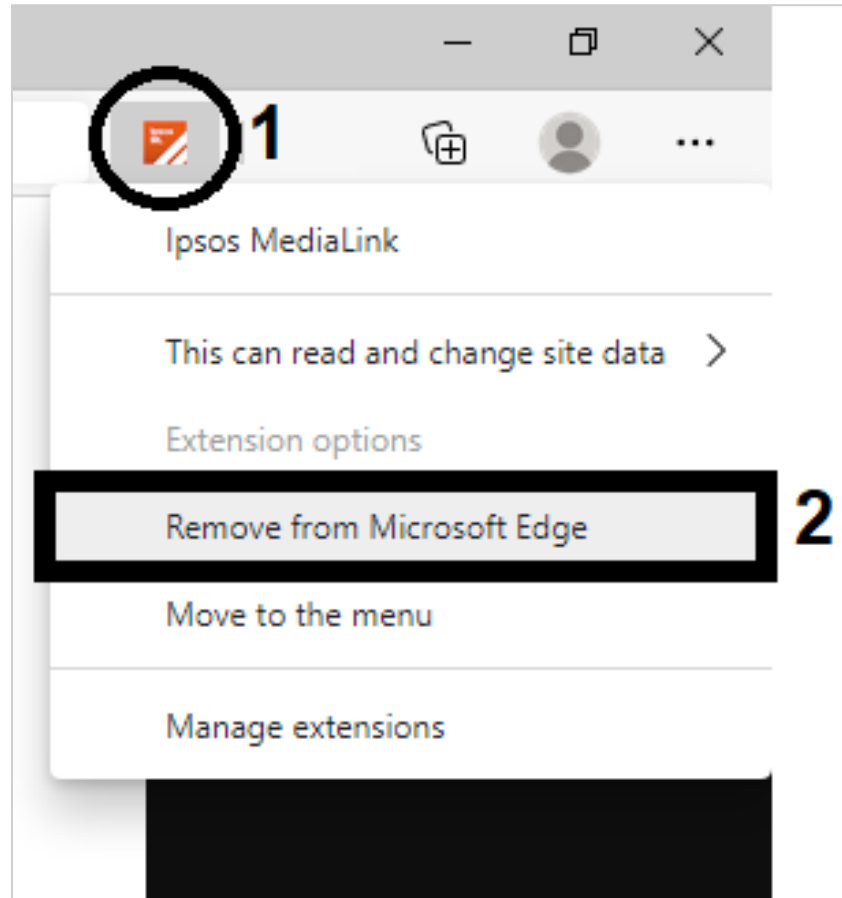 1
Ipsos MediaLink
This can read and change site data
Extension options
Remove from Microsoft Edge
2
Move to the menu
Manage extensions